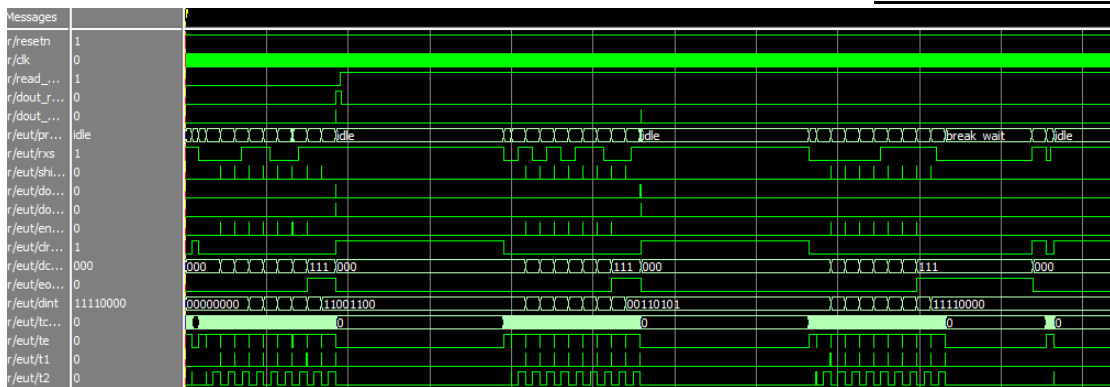 Messages
r/resetn 1
r/clk 0
r/read_... 1
r/dout_r... 0
r/dout_... 0
r/eut/pr... idle idle idle break_wait idle
r/eut/rxs 1
r/eut/shi... 0
r/eut/do... 0
r/eut/do... 0
r/eut/en... 0
r/eut/clr... 1
r/eut/dc... 000 000 111 000 111 000 111 000
r/eut/eo... 0
r/eut/dint 11110000 00000000 11001100 00110101 11110000
r/eut/tc... 0 0 0 0 0
r/eut/te 0
r/eut/t1 0
r/eut/t2 0